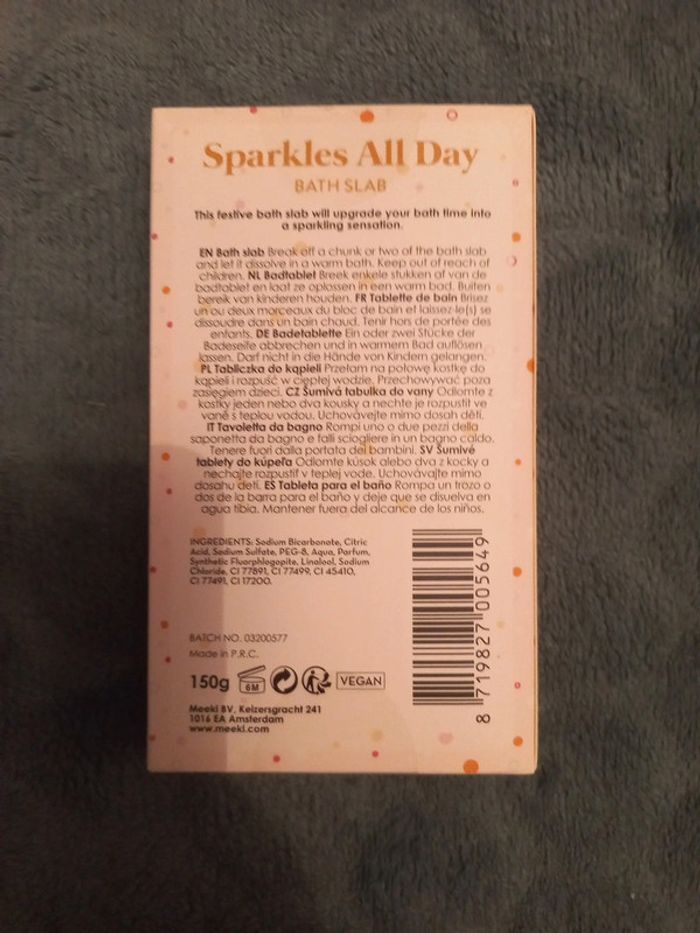 Sparkles All Day
BATH SLAB
This festive bath slab will upgrade your bath time into
a sparkling sensation.
EN Bath slab Break off a chunk or two of the bath slab
and let it dissolve in a warm bath. Keep out of reach of
children. NL Badtablet Breek enkele stukken af van de
badtablet en laat ze oplossen in een warm bad. Buiten
bereik van kinderen houden. FR Tablette de bain Brisez
un ou deux morceaux du bloc de bain et laissez-le(s) se
dissoudre dans un bain chaud. Tenir hors de portée des
enfants. DE Badetablette Ein oder zwei Stücke der
Badeseife abbrechen und in warmem Bad auflösen
lassen. Darf nicht in die Hände von Kindern gelangen.
PL Tabliczka do kąpieli Przełam na połowę kostkę do
kąpieli i rozpuść w ciepłej wodzie. Przechowywać poza
zasięgiem dzieci. CZ Šumivá tabulka do vany Odlomte z
kostky jeden nebo dva kousky a nechte je rozpustit ve
vaně s teplou vodou. Uchovávejte mimo dosah dětí.
IT Tavoletta da bagno Rompi uno o due pezzi della
saponetta da bagno e falli sciogliere in un bagno caldo.
Tenere fuori dalla portata dei bambini. SV Šumivé
tablety do kúpeľa Odlomte kúsok alebo dva z kocky a
nechajte rozpustiť v teplej vode. Uchovávajte mimo
dosahu detí. ES Tableta para el baño Rompa un trozo o
dos de la barra para el baño y deje que se disuelva en
agua tibia. Mantener fuera del alcance de los niños.
INGREDIENTS: Sodium Bicarbonate, Citric
Acid, Sodium Sulfate, PEG-8, Aqua, Parfum,
Synthetic Fluorphlogopite, Linalool, Sodium
Chloride, CI 77891, CI 77499, CI 45410,
CI 77491, CI 17200.
BATCH NO. 03200577
Made in P.R.C.
150g 6M VEGAN
Meeki BV, Keizersgracht 241
1016 EA Amsterdam
www.meeki.com
8 719827 005649